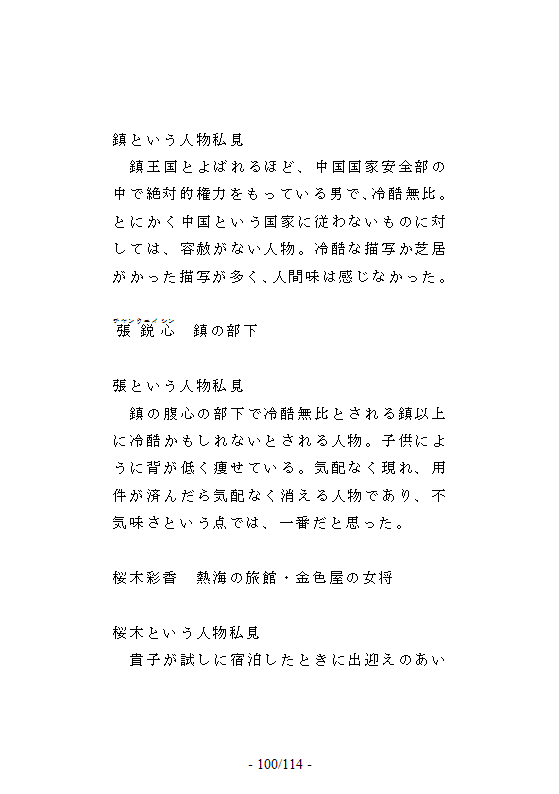 鎮という人物私見
　鎮王国とよばれるほど、中国国家安全部の
中で絶対的権力をもっている男で、冷酷無比。
とにかく中国という国家に従わないものに対
しては、容赦がない人物。冷酷な描写か芝居
がかった描写が多く、人間味は感じなかった。
張 鋭心　鎮の部下
張という人物私見
　鎮の腹心の部下で冷酷無比とされる鎮以上
に冷酷かもしれないとされる人物。子供によ
うに背が低く痩せている。気配なく現れ、用
件が済んだら気配なく消える人物であり、不
気味さという点では、一番だと思った。
桜木彩香　熱海の旅館・金色屋の女将
桜木という人物私見
　貴子が試しに宿泊したときに出迎えのあい
- 100/114 -